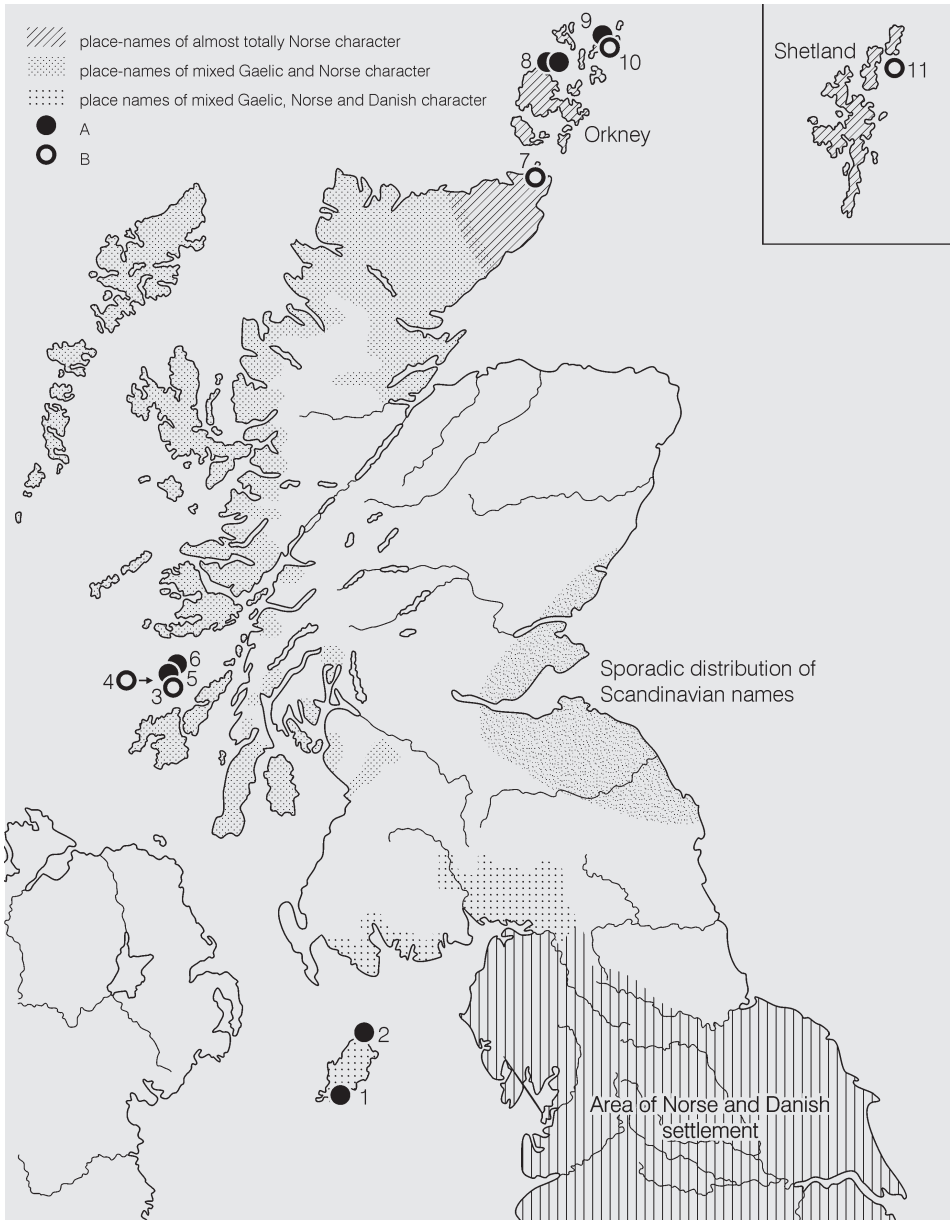 place-names of almost totally Norse character
place-names of mixed Gaelic and Norse character
place names of mixed Gaelic, Norse and Danish character
A
B
9
8
10
Orkney
7
Shetland
11
6
4
5
3
Sporadic distribution of
Scandinavian names
2
1
Area of Norse and Danish
settlement